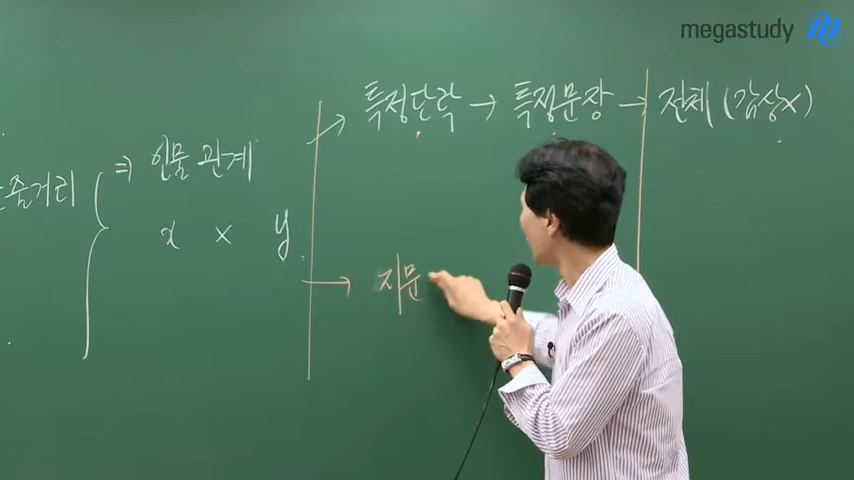 megastudy
특정단락 → 특정문장 → 전체 (감상x)
⇒ 인물 관계
줄거리
x x y
→ 지문